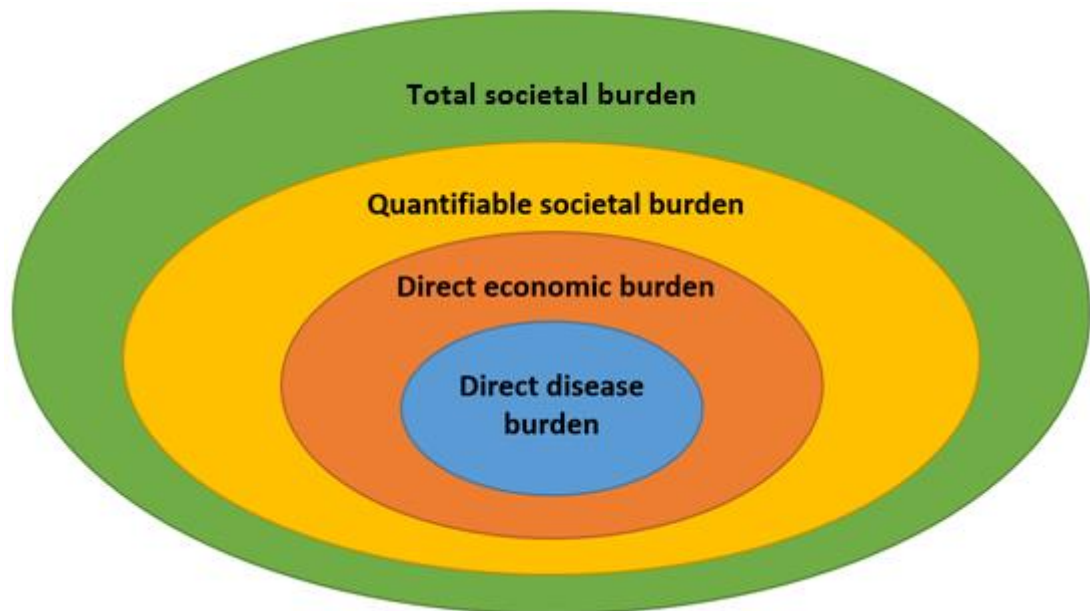 Total societal burden
Quantifiable societal burden
Direct economic burden
Direct disease
burden